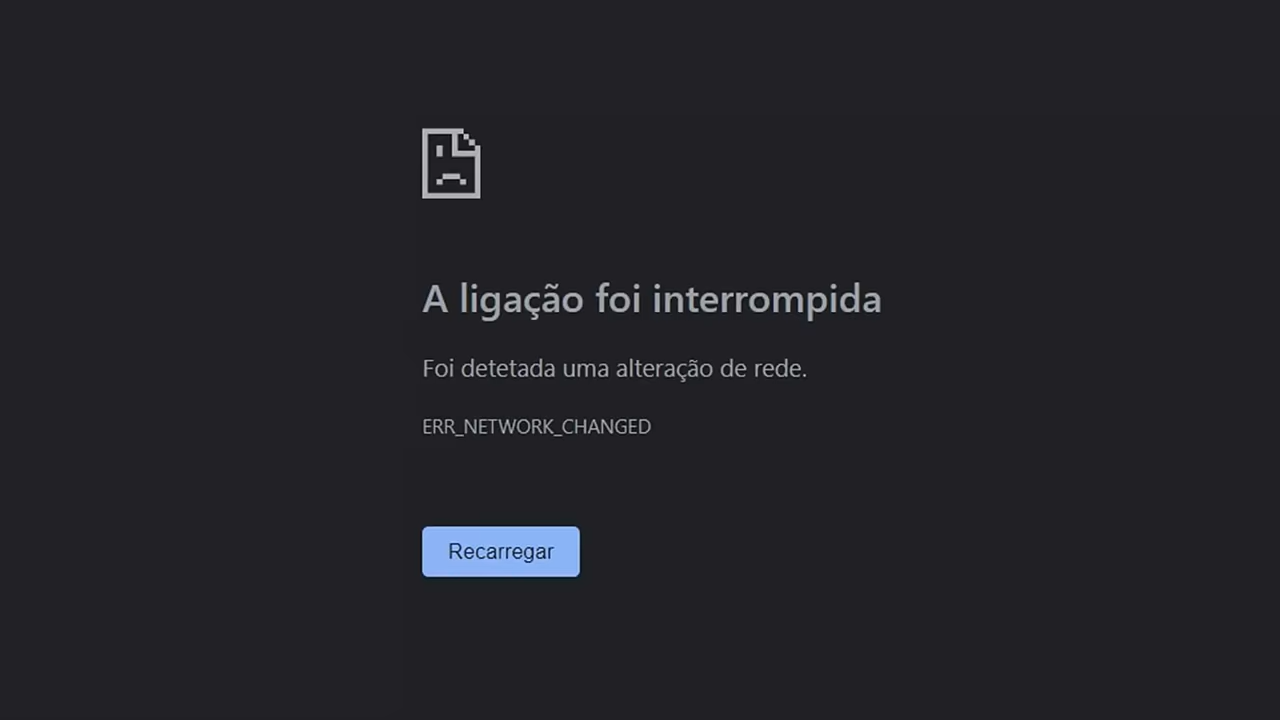 A ligação foi interrompida
Foi detetada uma alteração de rede.
ERR_NETWORK_CHANGED
Recarregar